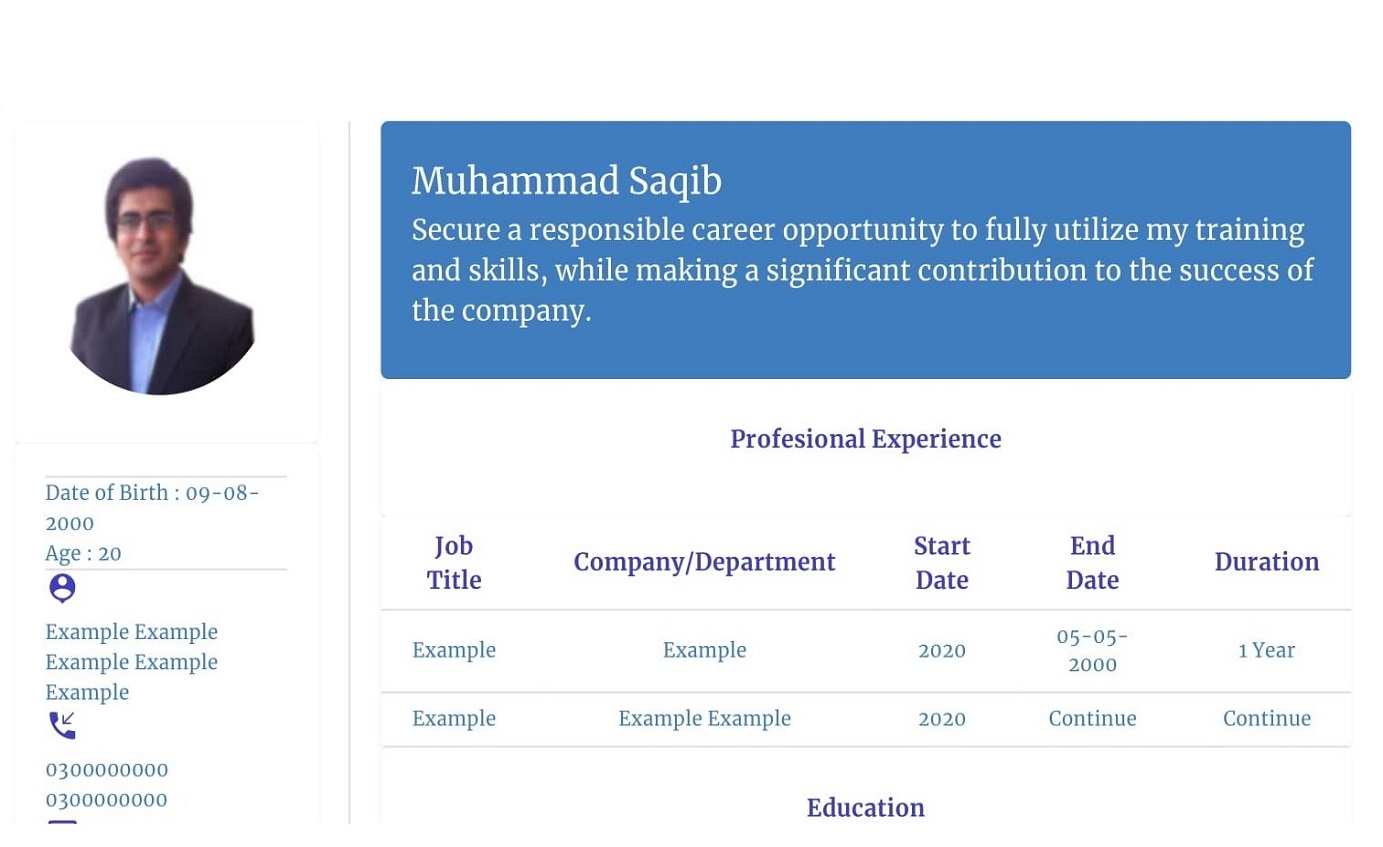 Muhammad Saqib
Secure a responsible career opportunity to fully utilize my training
and skills, while making a significant contribution to the success of
the company.
Date of Birth : 09-08-
2000
Age : 20
Example Example
Example Example
Example
0300000000
0300000000
Profesional Experience
Job Title Company/Department Start Date End Date Duration
Example Example 2020 05-05-2000 1 Year
Example Example Example 2020 Continue Continue
Education